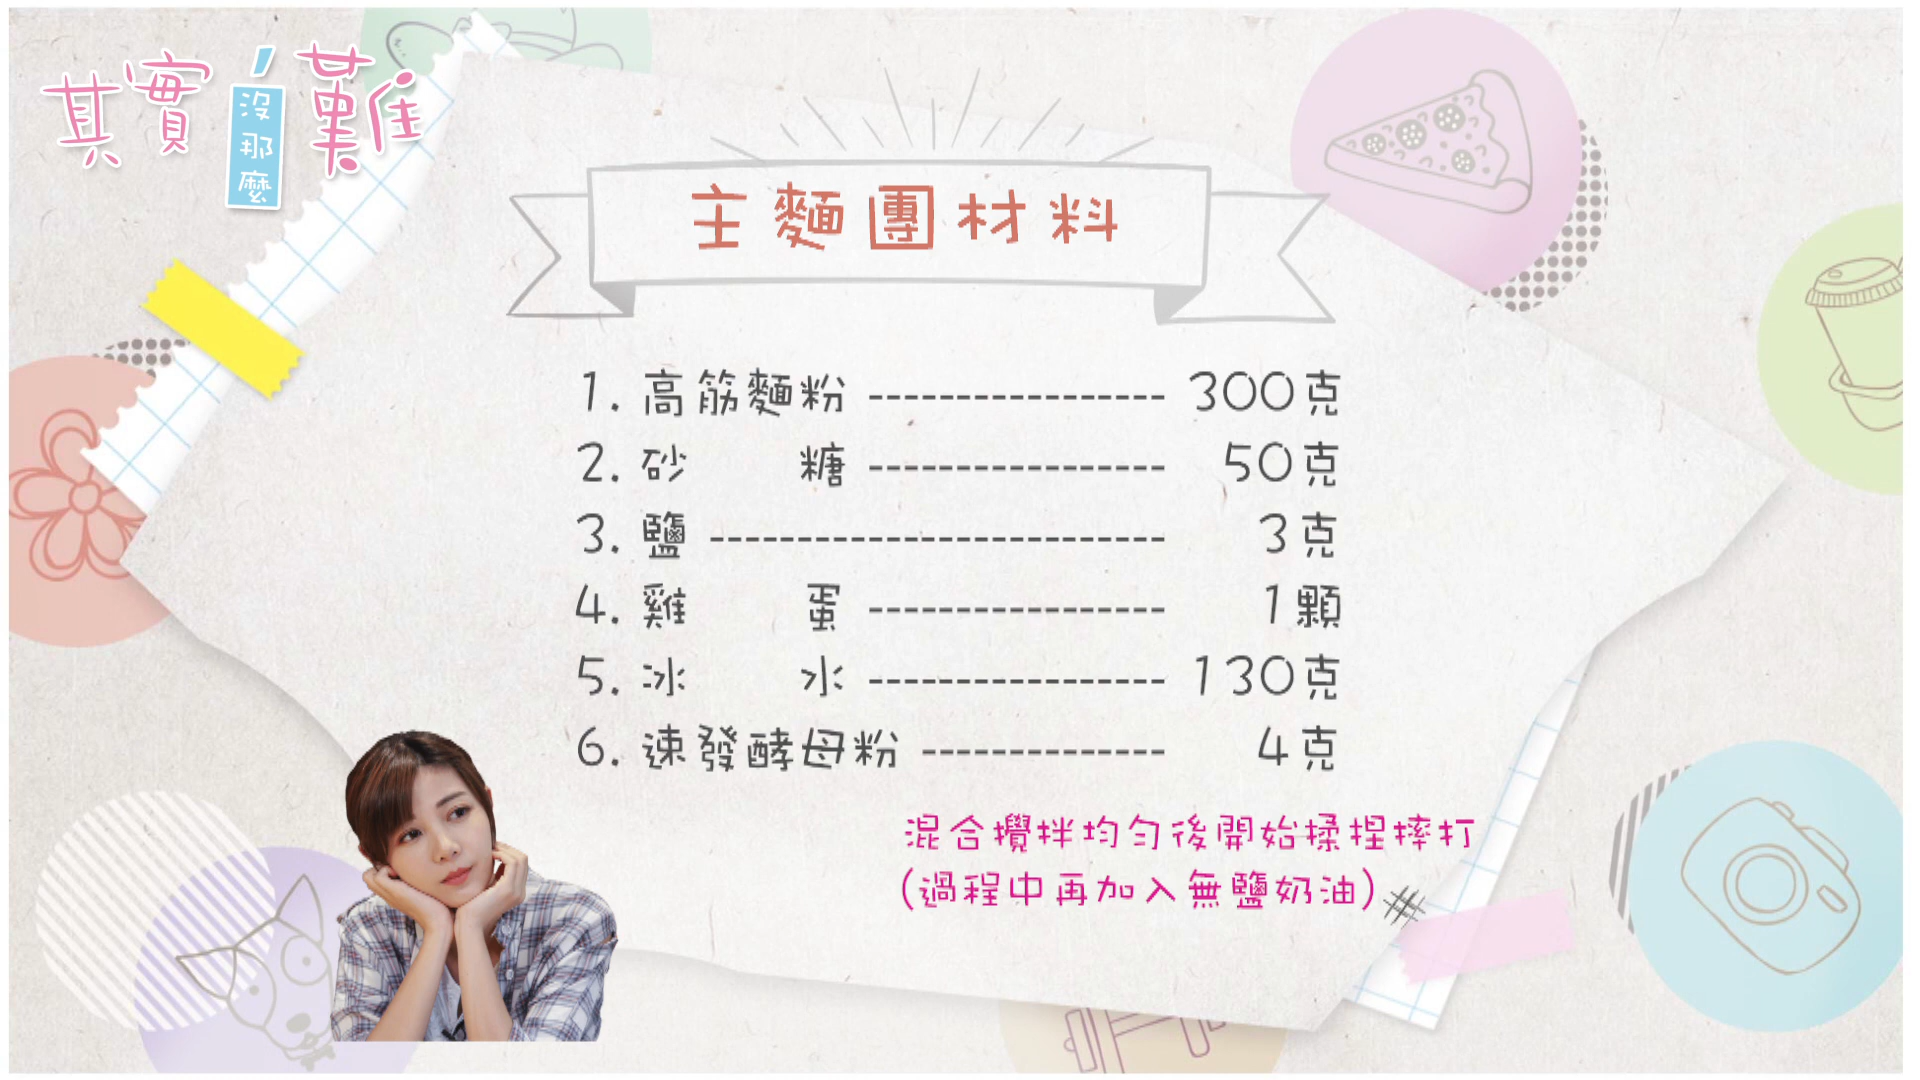 其實沒那麼難
主麵團材料
1. 高筋麵粉 ----------------- 300克
2. 砂糖 ----------------- 50克
3. 鹽 -------------------------- 3克
4. 雞蛋 ----------------- 1顆
5. 冰水 ----------------- 130克
6. 速發酵母粉 -------------- 4克
混合攪拌均勻後開始揉捏摔打
(過程中再加入無鹽奶油)